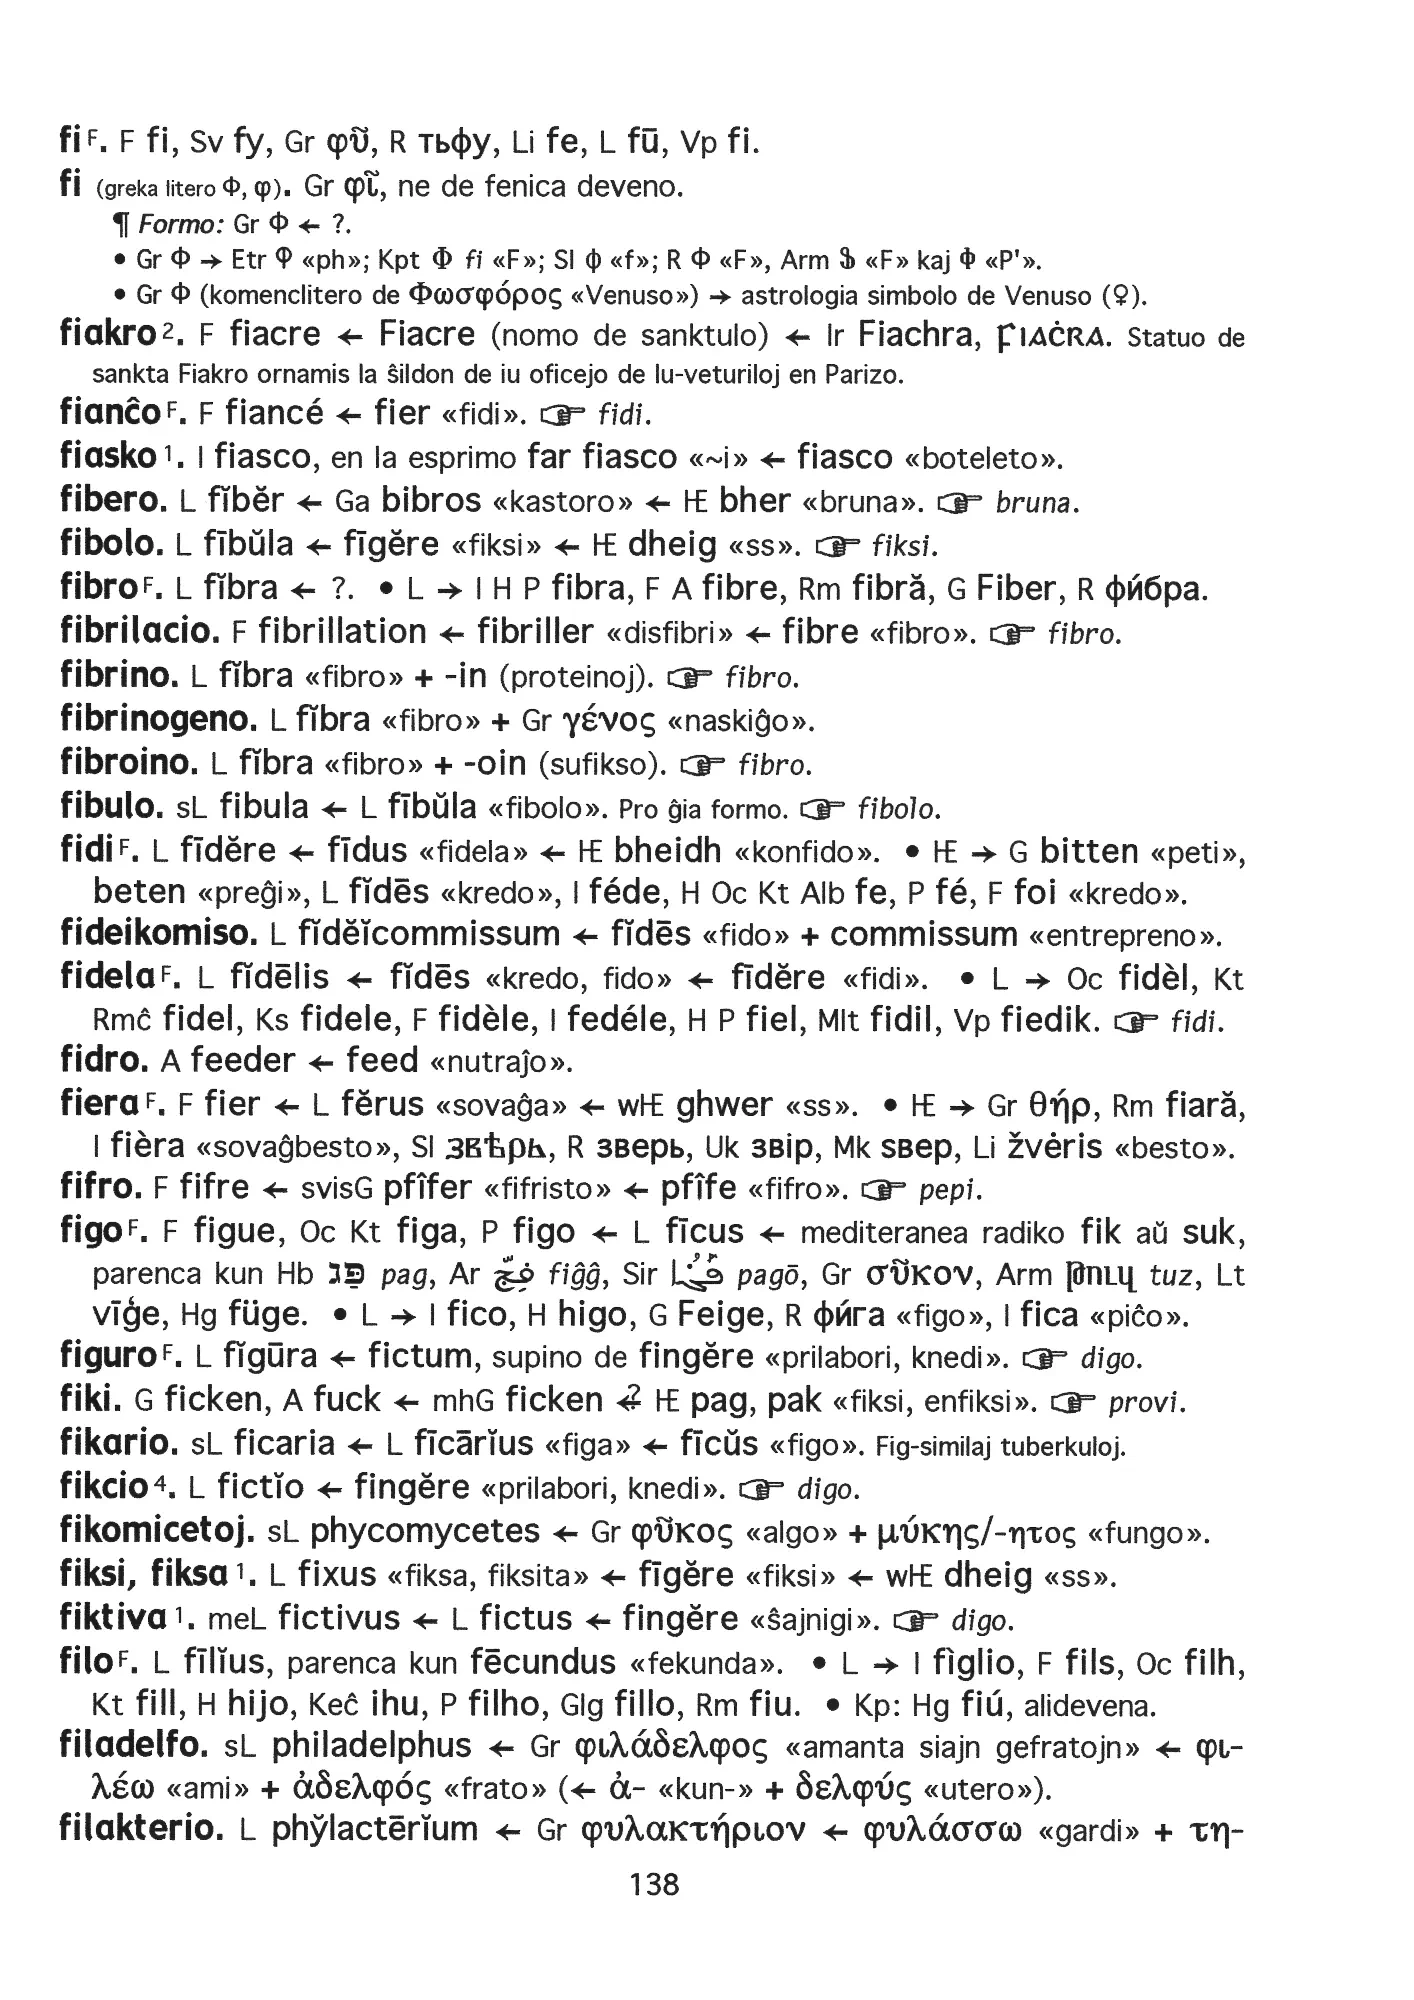 fi F. F fi, Sv fy, Gr φῦ, R тьфу, Li fe, L fū, Vp fi.
fi (greka litero Φ, φ). Gr φῖ, ne de fenica deveno.
¶ Formo: Gr Φ ← ?.
• Gr Φ → Etr «ph»; Kpt Ⲫ fi «F»; Sl ф «f»; R Ф «F», Arm Ֆ «F» kaj Փ «P'».
• Gr Φ (komenclitero de Φωσφόρος «Venuso») → astrologia simbolo de Venuso (♀).
fiakro 2. F fiacre ← Fiacre (nomo de sanktulo) ← Ir Fiachra, Fiaċra. Statuo de
sankta Fiakro ornamis la ŝildon de iu oficejo de lu-veturiloj en Parizo.
fianĉo F. F fiancé ← fier «fidi». ☞ fidi.
fiasko 1. I fiasco, en la esprimo far fiasco «~i» ← fiasco «boteleto».
fibero. L fĭbĕr ← Ga bibros «kastoro» ← HE bher «bruna». ☞ bruna.
fibolo. L fībŭla ← fīgĕre «fiksi» ← HE dheig «ss». ☞ fiksi.
fibro F. L fĭbra ← ?. • L → I H P fibra, F A fibre, Rm fibră, G Fiber, R фи́бра.
fibrilacio. F fibrillation ← fibriller «disfibri» ← fibre «fibro». ☞ fibro.
fibrino. L fĭbra «fibro» + -in (proteinoj). ☞ fibro.
fibrinogeno. L fĭbra «fibro» + Gr γένος «naskiĝo».
fibroino. L fĭbra «fibro» + -oin (sufikso). ☞ fibro.
fibulo. sL fibula ← L fībŭla «fibolo». Pro ĝia formo. ☞ fibolo.
fidi F. L fīdĕre ← fīdus «fidela» ← HE bheidh «konfido». • HE → G bitten «peti»,
beten «preĝi», L fĭdēs «kredo», I féde, H Oc Kt Alb fe, P fé, F foi «kredo».
fideikomiso. L fĭdĕĭcommissum ← fĭdēs «fido» + commissum «entrepreno».
fidela F. L fĭdēlis ← fĭdēs «kredo, fido» ← fīdĕre «fidi». • L → Oc fidèl, Kt
Rmĉ fidel, Ks fidele, F fidèle, I fedéle, H P fiel, Mlt fidil, Vp fiedik. ☞ fidi.
fidro. A feeder ← feed «nutraĵo».
fiera F. F fier ← L fĕrus «sovaĝa» ← wHE ghwer «ss». • HE → Gr θήρ, Rm fiară,
I fièra «sovaĝbesto», Sl звѣрь, R зверь, Uk звір, Mk ѕвер, Li žvėris «besto».
fifro. F fifre ← svisG pfîfer «fifristo» ← pfîfe «fifro». ☞ pepi.
figo F. F figue, Oc Kt figa, P figo ← L fīcus ← mediteranea radiko fik aŭ suk,
parenca kun Hb פַּג pag, Ar فِجّ fiĝĝ, Sir pagō, Gr σῦκον, Arm թուզ tuz, Lt
vīģe, Hg füge. • L → I fico, H higo, G Feige, R фи́га «figo», I fica «piĉo».
figuro F. L fĭgūra ← fictum, supino de fingĕre «prilabori, knedi». ☞ digo.
fiki. G ficken, A fuck ← mhG ficken ←? HE pag, pak «fiksi, enfiksi». ☞ provi.
fikario. sL ficaria ← L fīcārĭus «figa» ← fīcŭs «figo». Fig-similaj tuberkuloj.
fikcio 4. L fictĭo ← fingĕre «prilabori, knedi». ☞ digo.
fikomicetoj. sL phycomycetes ← Gr φῦκος «algo» + μύκης/-ητος «fungo».
fiksi, fiksa 1. L fixus «fiksa, fiksita» ← fīgĕre «fiksi» ← wHE dheig «ss».
fiktiva 1. meL fictivus ← L fictus ← fingĕre «ŝajnigi». ☞ digo.
filo F. L fīlĭus, parenca kun fēcundus «fekunda». • L → I fìglio, F fils, Oc filh,
Kt fill, H hijo, Keĉ ihu, P filho, Glg fillo, Rm fiu. • Kp: Hg fiú, alidevena.
filadelfo. sL philadelphus ← Gr φιλάδελφος «amanta siajn gefratojn» ← φι-
λέω «ami» + ἀδελφός «frato» (← ἀ- «kun-» + δελφύς «utero»).
filakterio. L phy̆lactērĭum ← Gr φυλακτήριον ← φυλάσσω «gardi» + τη-
138